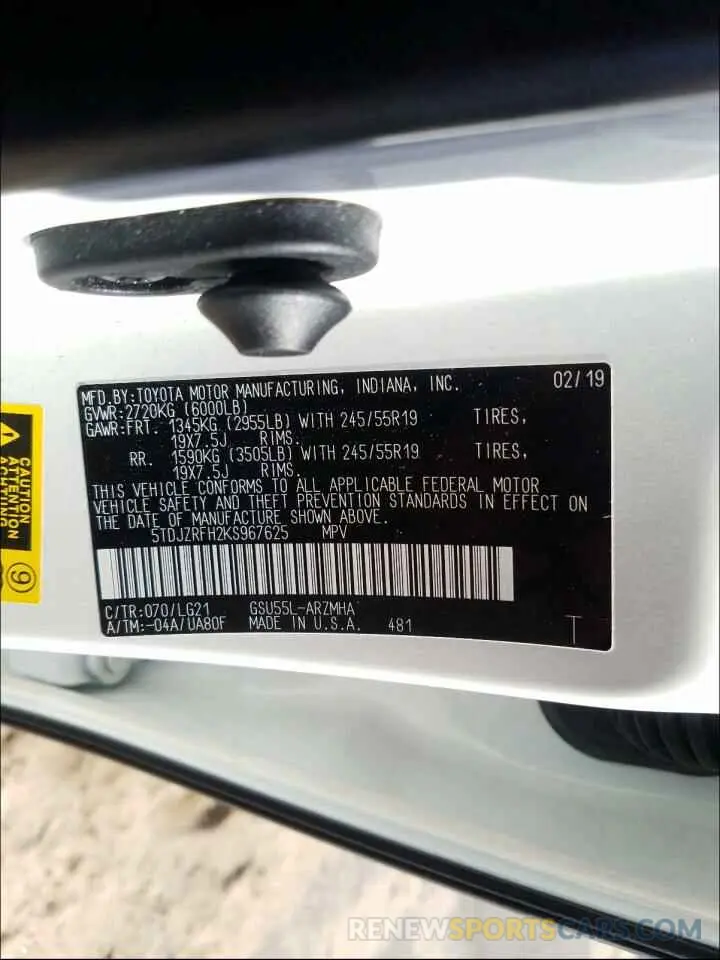 MFD.BY:TOYOTA MOTOR MANUFACTURING, INDIANA, INC. 02/19
GVWR:2720KG (6000LB)
GAWR:FRT. 1345KG (2955LB) WITH 245/55R19 TIRES,
19X7.5J RIMS.
RR. 1590KG (3505LB) WITH 245/55R19 TIRES,
19X7.5J RIMS.
THIS VEHICLE CONFORMS TO ALL APPLICABLE FEDERAL MOTOR
VEHICLE SAFETY AND THEFT PREVENTION STANDARDS IN EFFECT ON
THE DATE OF MANUFACTURE SHOWN ABOVE.
5TDJZRFH2KS967625 MPV
C/TR:070/LG21 GSU55L-ARZMHA
A/TM:-04A/UA80F MADE IN U.S.A. 481 T
CAUTION
ATTENTION
9
RENEWSPORTSCARS.COM